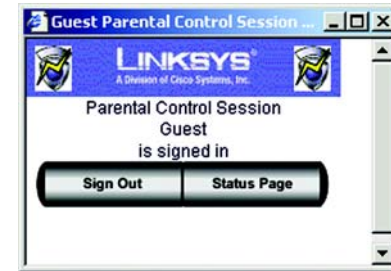 Guest Parental Control Session ...
LINKSYS®
A Division of Cisco Systems, Inc.
Parental Control Session
Guest
is signed in
Sign Out
Status Page